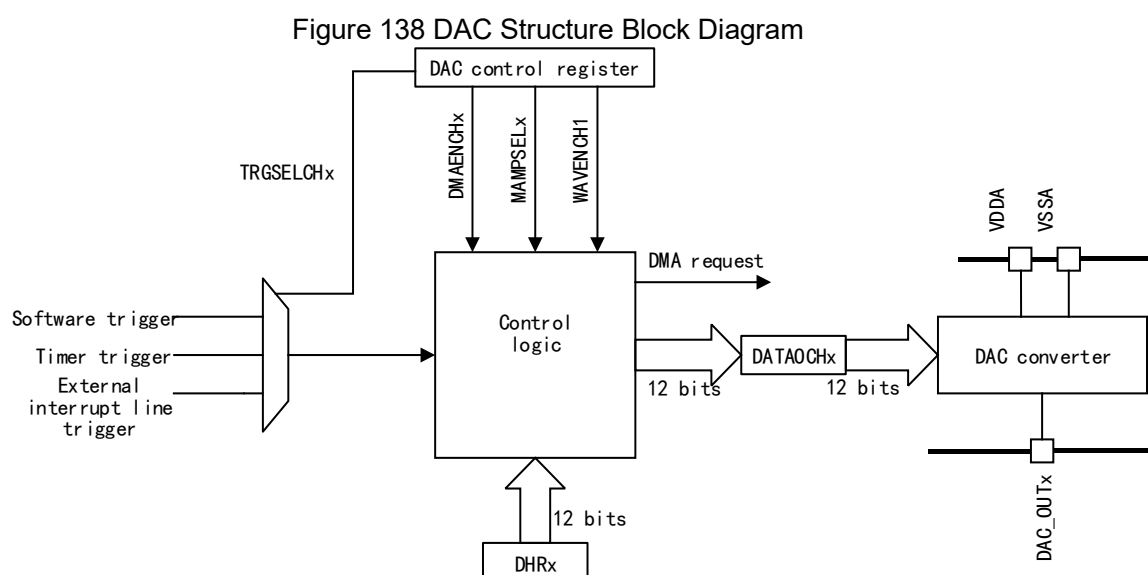 Figure 138 DAC Structure Block Diagram
DAC control register
TRGSELCHx
DMAENCHx
MAMPSELx
WAVENCH1
VDDA
VSSA
DMA request
Software trigger
Timer trigger
External
interrupt line
trigger
Control
logic
12 bits
DATAOCHx
12 bits
DAC converter
12 bits
DHRx
DAC_OUTx